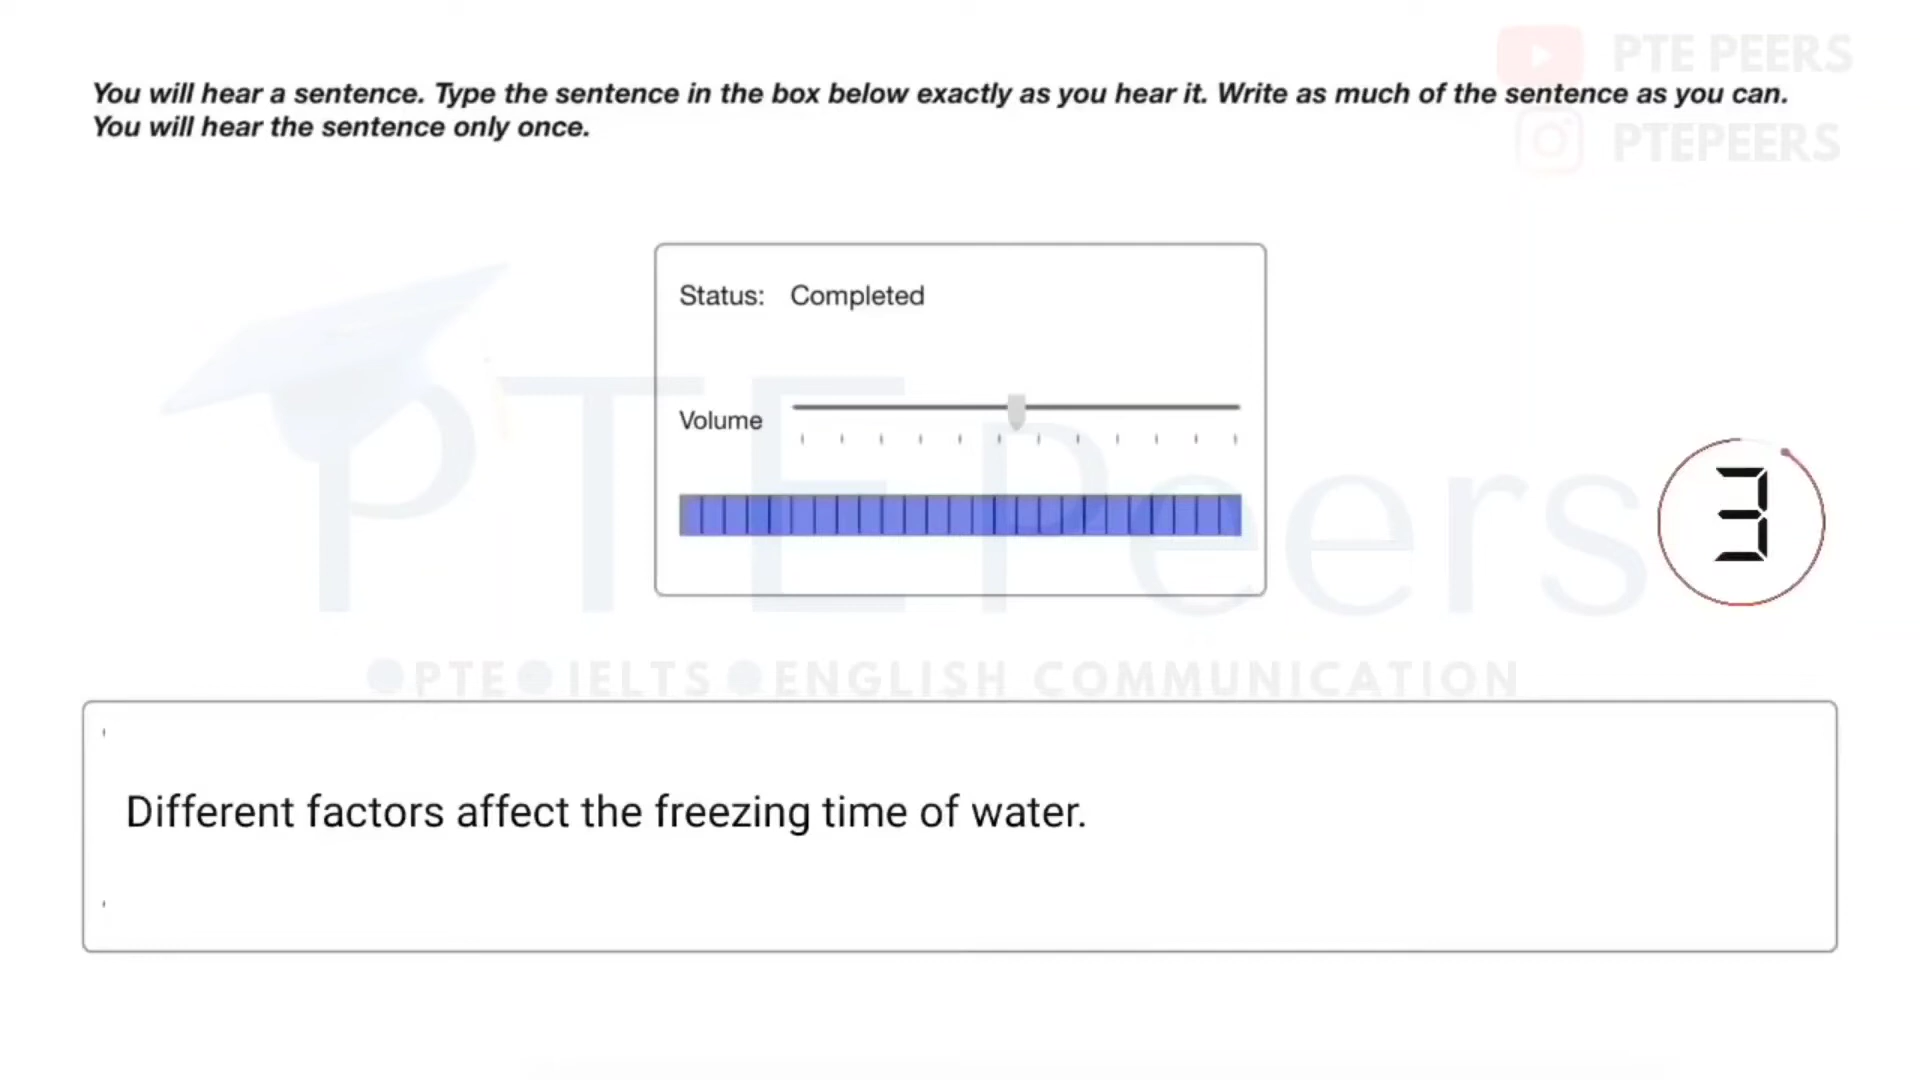 PTE PEERS
You will hear a sentence. Type the sentence in the box below exactly as you hear it. Write as much of the sentence as you can.
You will hear the sentence only once.
PTEPEERS
Status: Completed
Volume
PTE Peers
3
PTE IELTS ENGLISH COMMUNICATION
Different factors affect the freezing time of water.